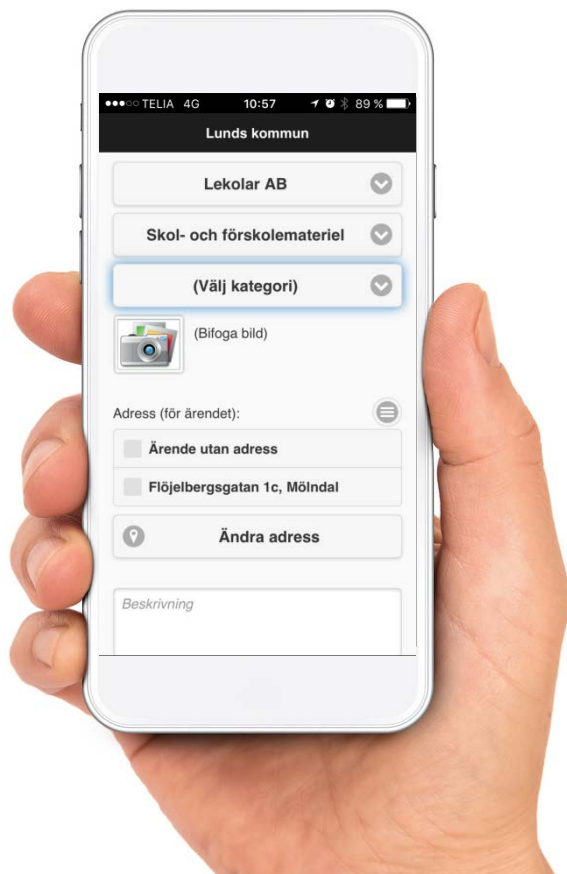 TELIA 4G 10:57 89 %
Lunds kommun
Lekolar AB
Skol- och förskolemateriel
(Välj kategori)
(Bifoga bild)
Adress (för ärendet):
Ärende utan adress
Flöjelbergsgatan 1c, Mölndal
Ändra adress
Beskrivning